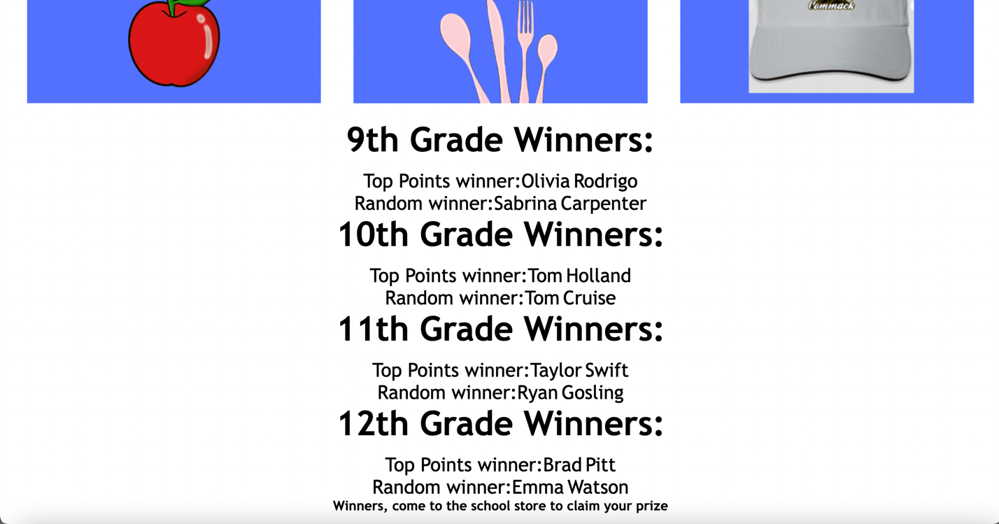 Commack
9th Grade Winners:
Top Points winner:Olivia Rodrigo
Random winner:Sabrina Carpenter
10th Grade Winners:
Top Points winner:Tom Holland
Random winner:Tom Cruise
11th Grade Winners:
Top Points winner:Taylor Swift
Random winner:Ryan Gosling
12th Grade Winners:
Top Points winner:Brad Pitt
Random winner:Emma Watson
Winners, come to the school store to claim your prize